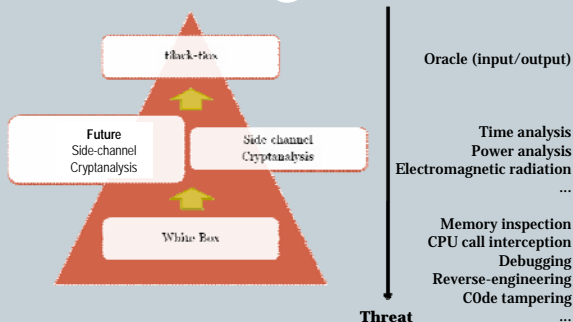 Black-Box
Oracle (input/output)
Future
Side-channel
Cryptanalysis
Side channel
Cryptanalysis
Time analysis
Power analysis
Electromagnetic radiation
...
White Box
Memory inspection
CPU call interception
Debugging
Reverse-engineering
C0de tampering
...
Threat